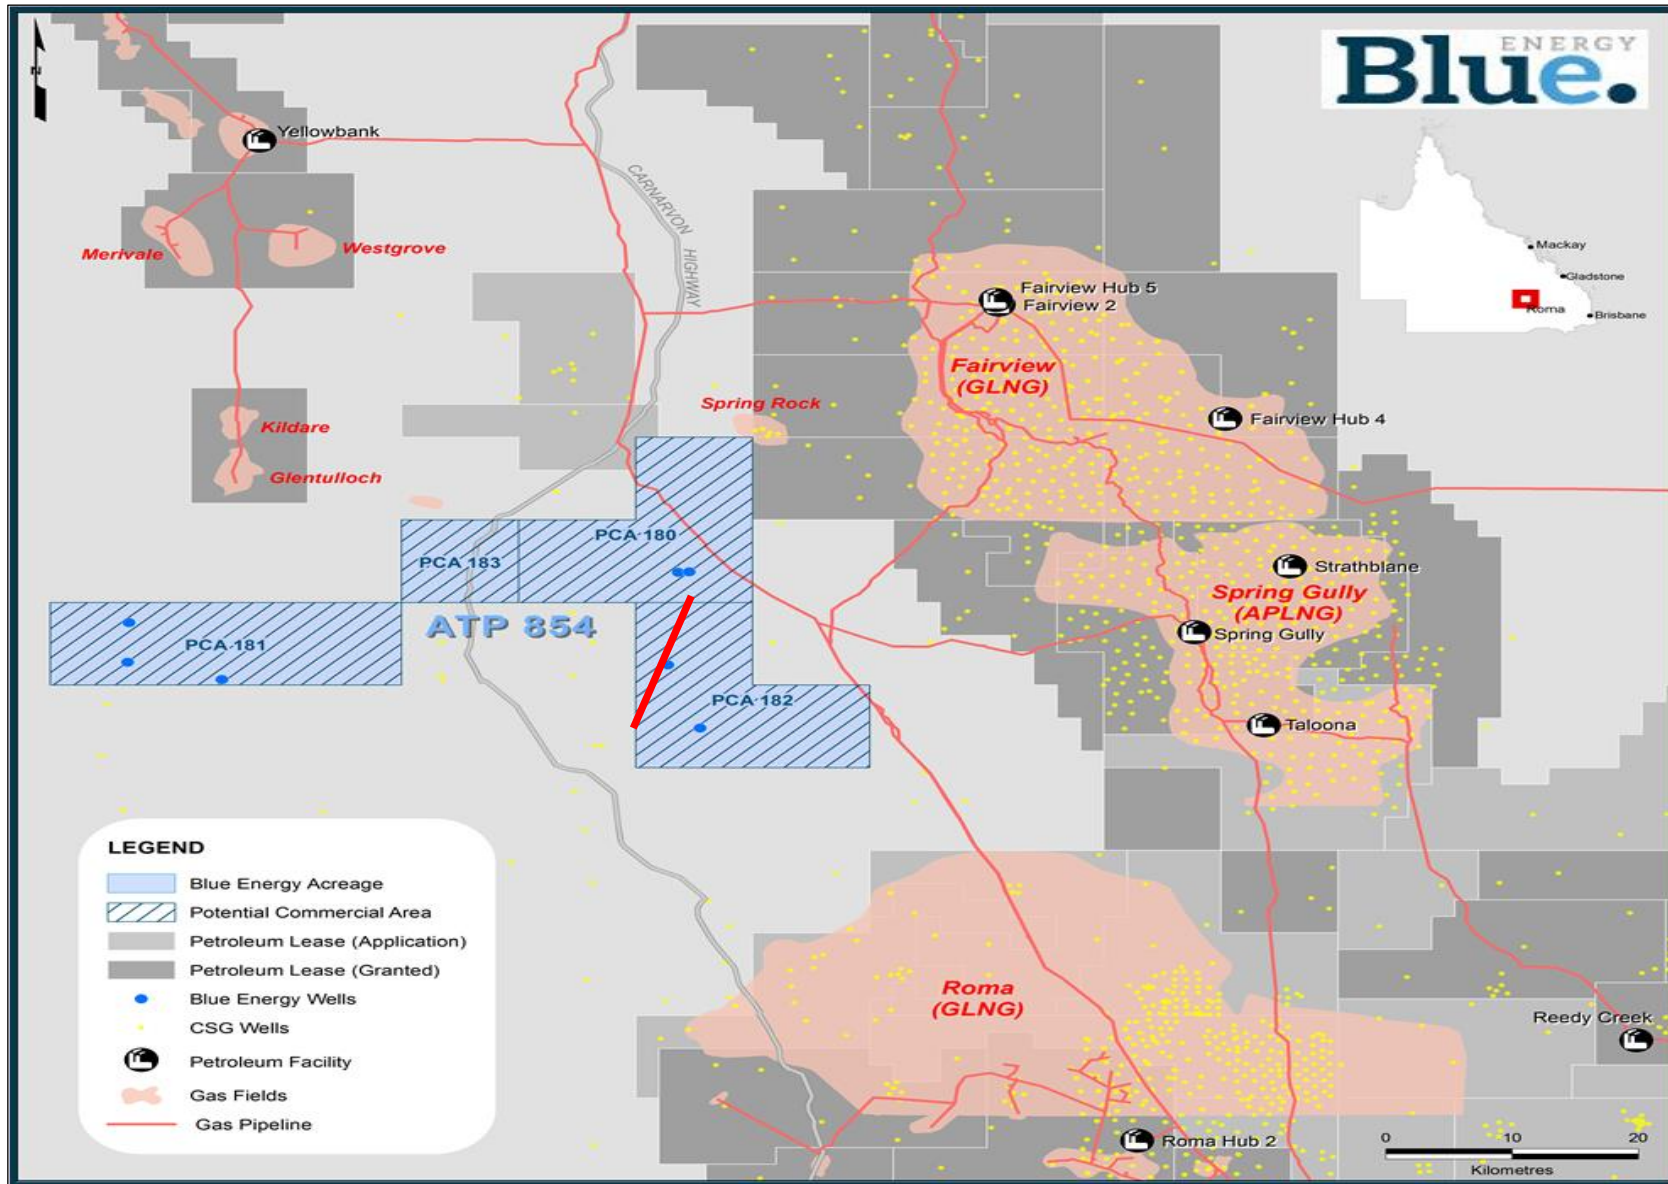 N
ENERGY
Blue.
Yellowbank
CARNARVON HIGHWAY
Merivale
Westgrove
Mackay
Gladstone
Roma
Brisbane
Fairview Hub 5
Fairview 2
Fairview
(GLNG)
Spring Rock
Fairview Hub 4
Kildare
Glentulloch
PCA 180
PCA 183
Strathblane
Spring Gully
(APLNG)
ATP 854
Spring Gully
PCA 181
PCA 182
Taloona
LEGEND
Blue Energy Acreage
Potential Commercial Area
Petroleum Lease (Application)
Petroleum Lease (Granted)
Blue Energy Wells
CSG Wells
Petroleum Facility
Gas Fields
Gas Pipeline
Roma
(GLNG)
Reedy Creek
Roma Hub 2
0 10 20
Kilometres